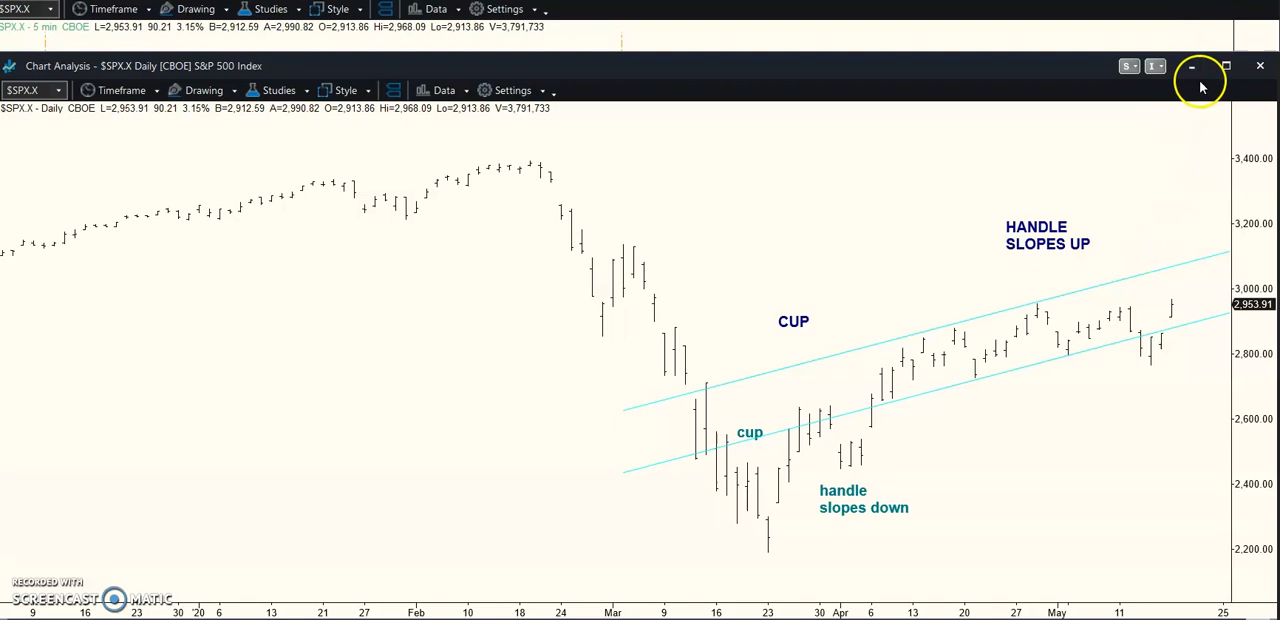 $SPX.X Timeframe Drawing Studies Style Data Settings
SPX.X - 5 min CBOE L=2,953.91 90.21 3.15% B=2,912.59 A=2,990.82 O=2,913.86 Hi=2,968.09 Lo=2,913.86 V=3,791,733
Chart Analysis - $SPX.X Daily [CBOE] S&P 500 Index S I
$SPX.X Timeframe Drawing Studies Style Data Settings
$SPX.X - Daily CBOE L=2,953.91 90.21 3.15% B=2,912.59 A=2,990.82 O=2,913.86 Hi=2,968.09 Lo=2,913.86 V=3,791,733
3,400.00
HANDLE
SLOPES UP
3,200.00
3,000.00
2,953.91
CUP
2,800.00
2,600.00
cup
handle
slopes down
2,400.00
2,200.00
RECORDED WITH
SCREENCAST MATIC
9 16 23 30 '20 6 13 21 27 Feb 10 18 24 Mar 9 16 23 30 Apr 6 13 20 27 May 11 25